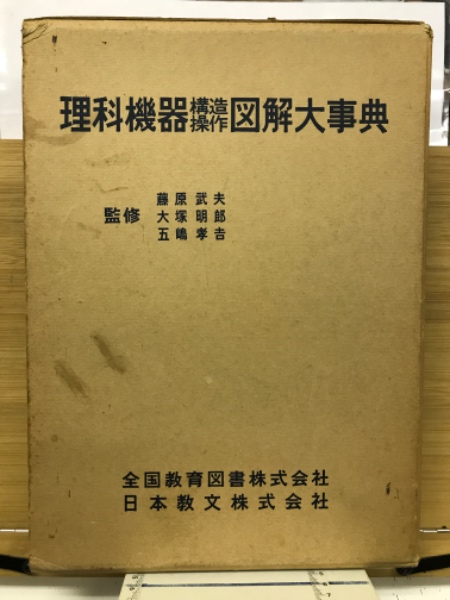 理科機器構造操作図解大事典
監修
藤原武夫
大塚明郎
五嶋孝吉
全国教育図書株式会社
日本教文株式会社